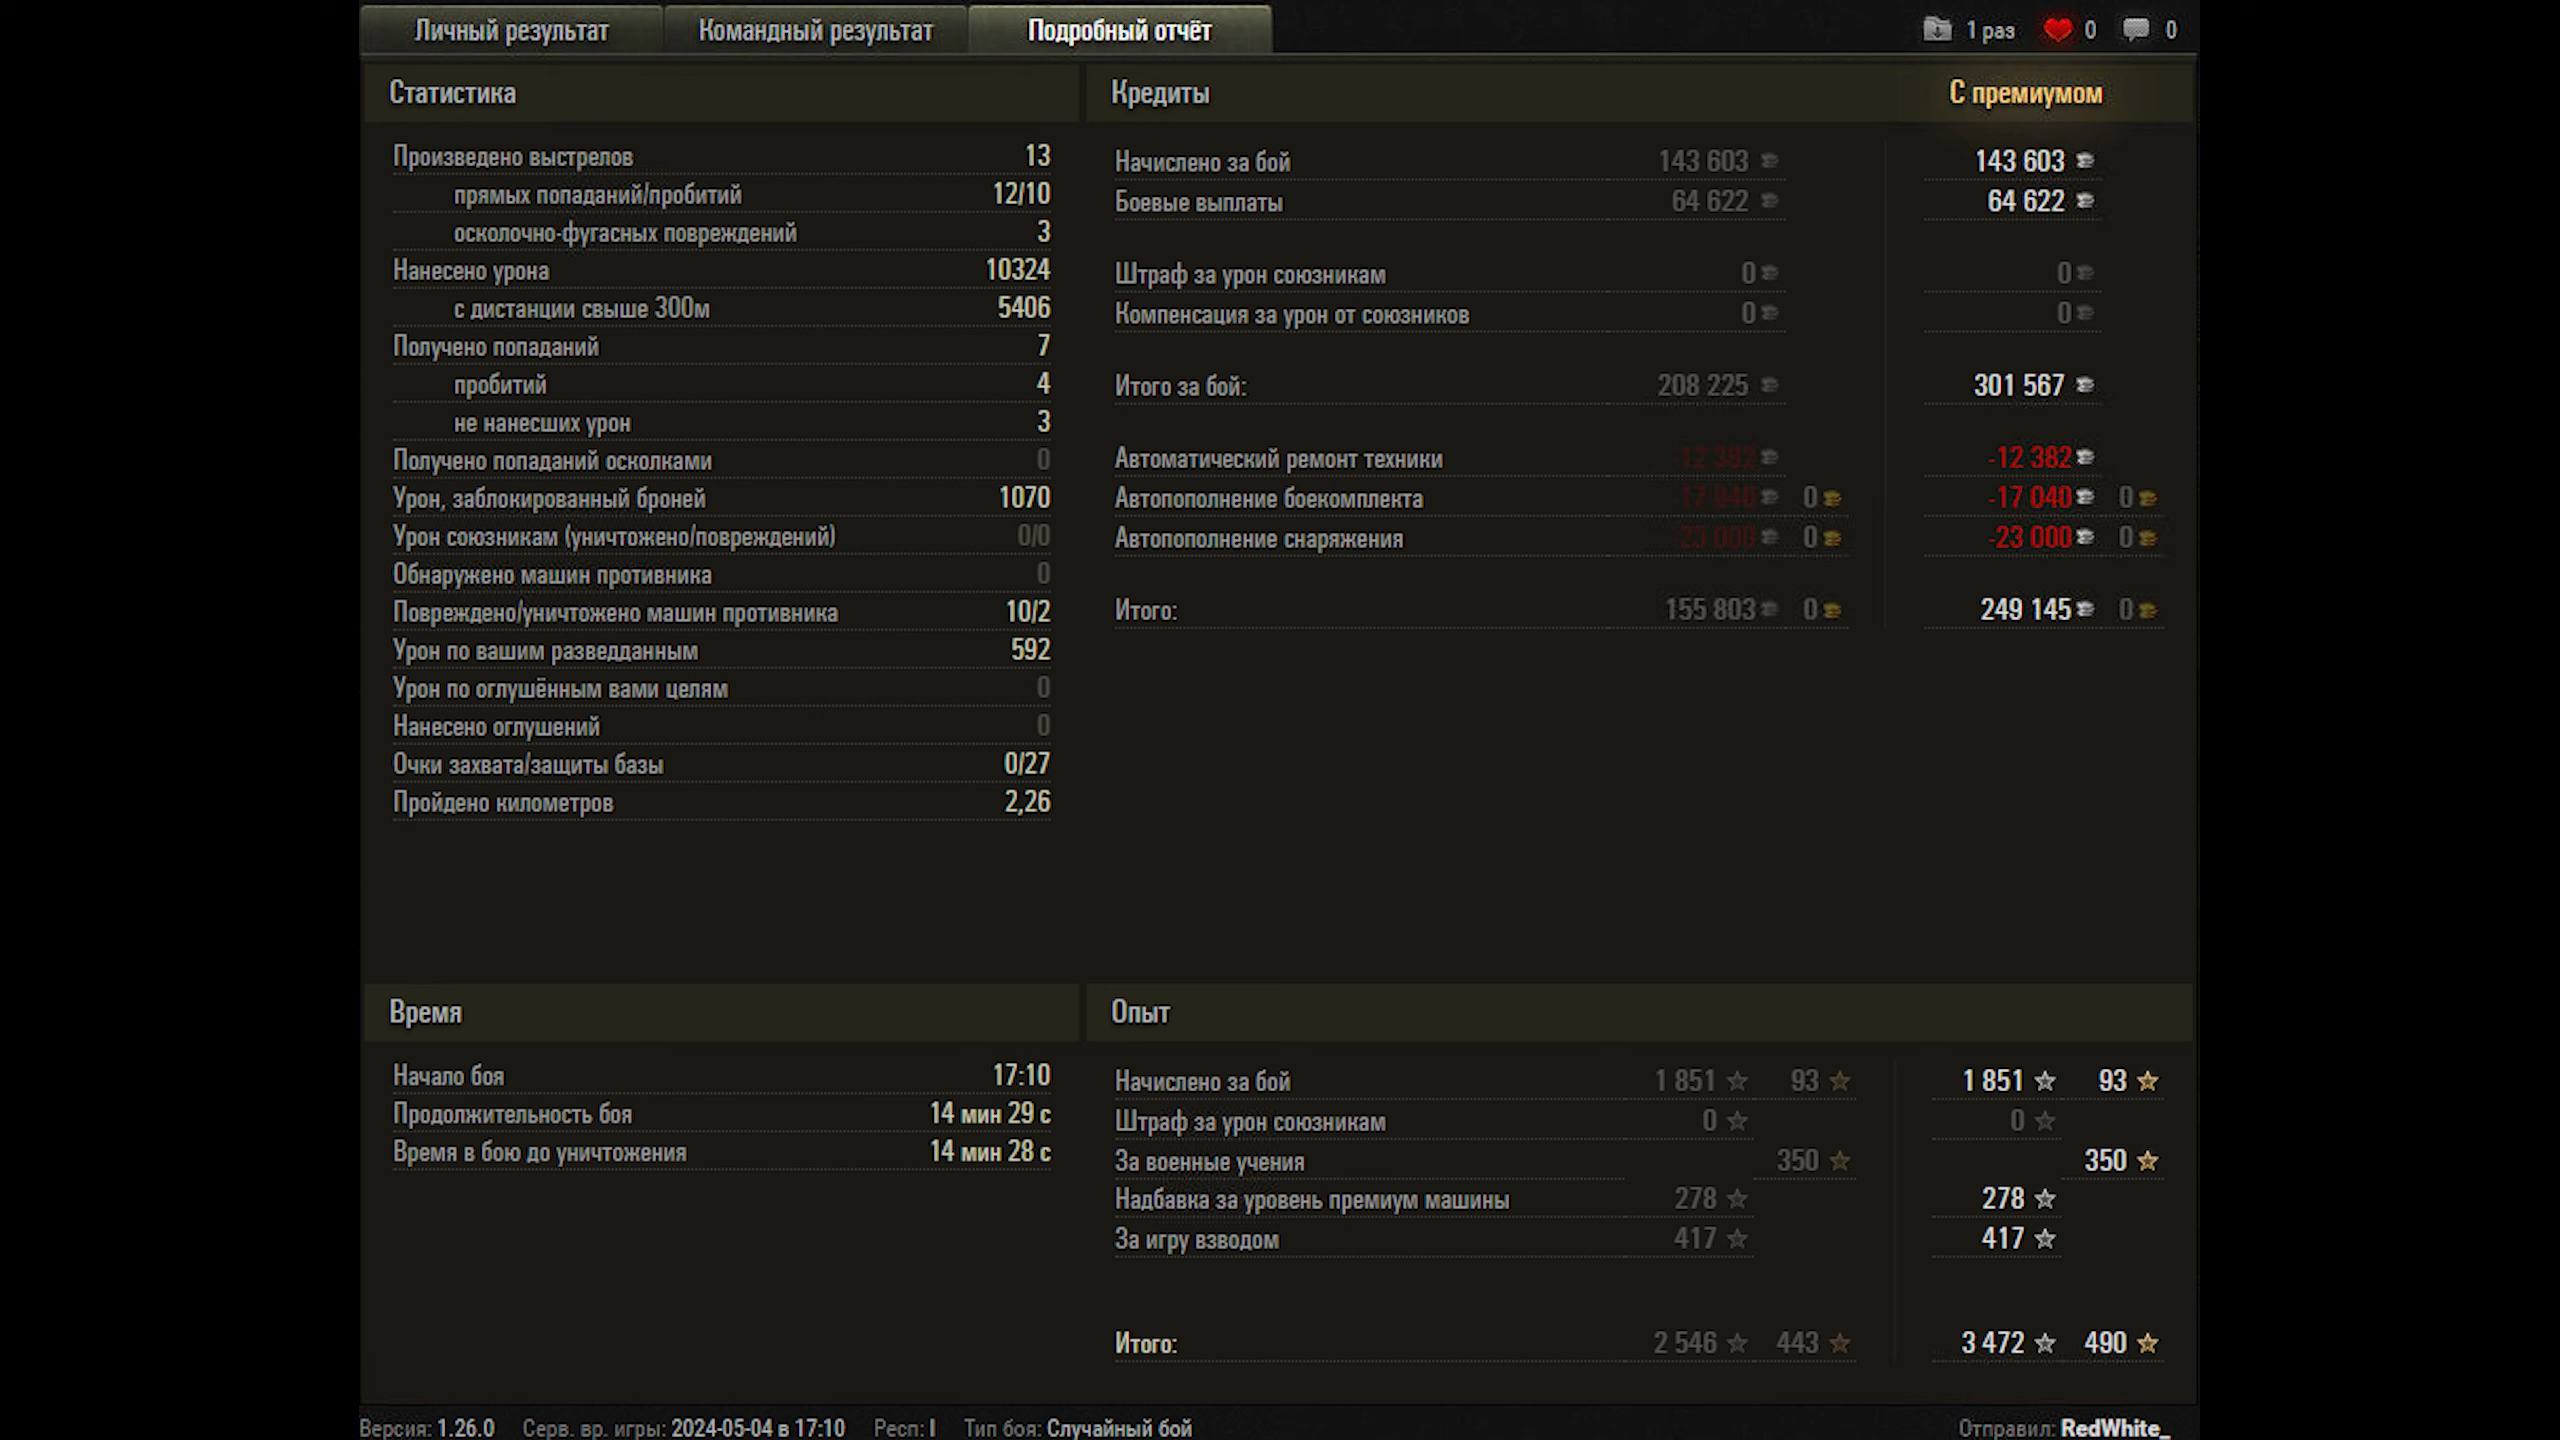 Личный результат Командный результат Подробный отчёт 1 раз 0 0
Статистика
Произведено выстрелов 13
прямых попаданий/пробитий 12/10
осколочно-фугасных повреждений 3
Нанесено урона 10324
с дистанции свыше 300м 5406
Получено попаданий 7
пробитий 4
не нанесших урон 3
Получено попаданий осколками 0
Урон, заблокированный броней 1070
Урон союзникам (уничтожено/повреждений) 0/0
Обнаружено машин противника 0
Повреждено/уничтожено машин противника 10/2
Урон по вашим разведданным 592
Урон по оглушённым вами целям 0
Нанесено оглушений 0
Очки захвата/защиты базы 0/27
Пройдено километров 2,26
Кредиты С премиумом
Начислено за бой 143 603 143 603
Боевые выплаты 64 622 64 622
Штраф за урон союзникам 0 0
Компенсация за урон от союзников 0 0
Итого за бой: 208 225 301 567
Автоматический ремонт техники -12 382 -12 382
Автопополнение боекомплекта -17 040 0 -17 040 0
Автопополнение снаряжения -23 000 0 -23 000 0
Итого: 155 803 0 249 145 0
Время
Начало боя 17:10
Продолжительность боя 14 мин 29 с
Время в бою до уничтожения 14 мин 28 с
Опыт
Начислено за бой 1 851 93 1 851 93
Штраф за урон союзникам 0 0
За военные учения 350 350
Надбавка за уровень премиум машины 278 278
За игру взводом 417 417
Итого: 2 546 443 3 472 490
Версия: 1.26.0 Серв. вр. игры: 2024-05-04 в 17:10 Респ: I Тип боя: Случайный бой Отправил: RedWhite_